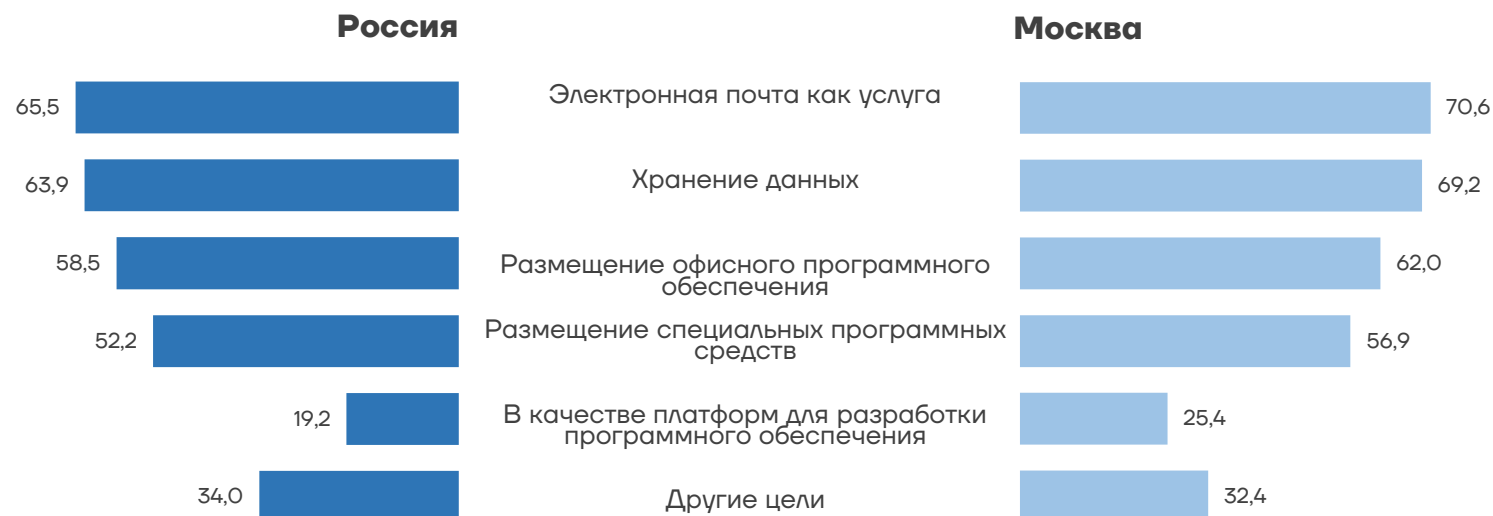 Россия
Москва
65,5
Электронная почта как услуга
70,6
63,9
Хранение данных
69,2
58,5
Размещение офисного программного
обеспечения
62,0
52,2
Размещение специальных программных
средств
56,9
19,2
В качестве платформ для разработки
программного обеспечения
25,4
34,0
Другие цели
32,4